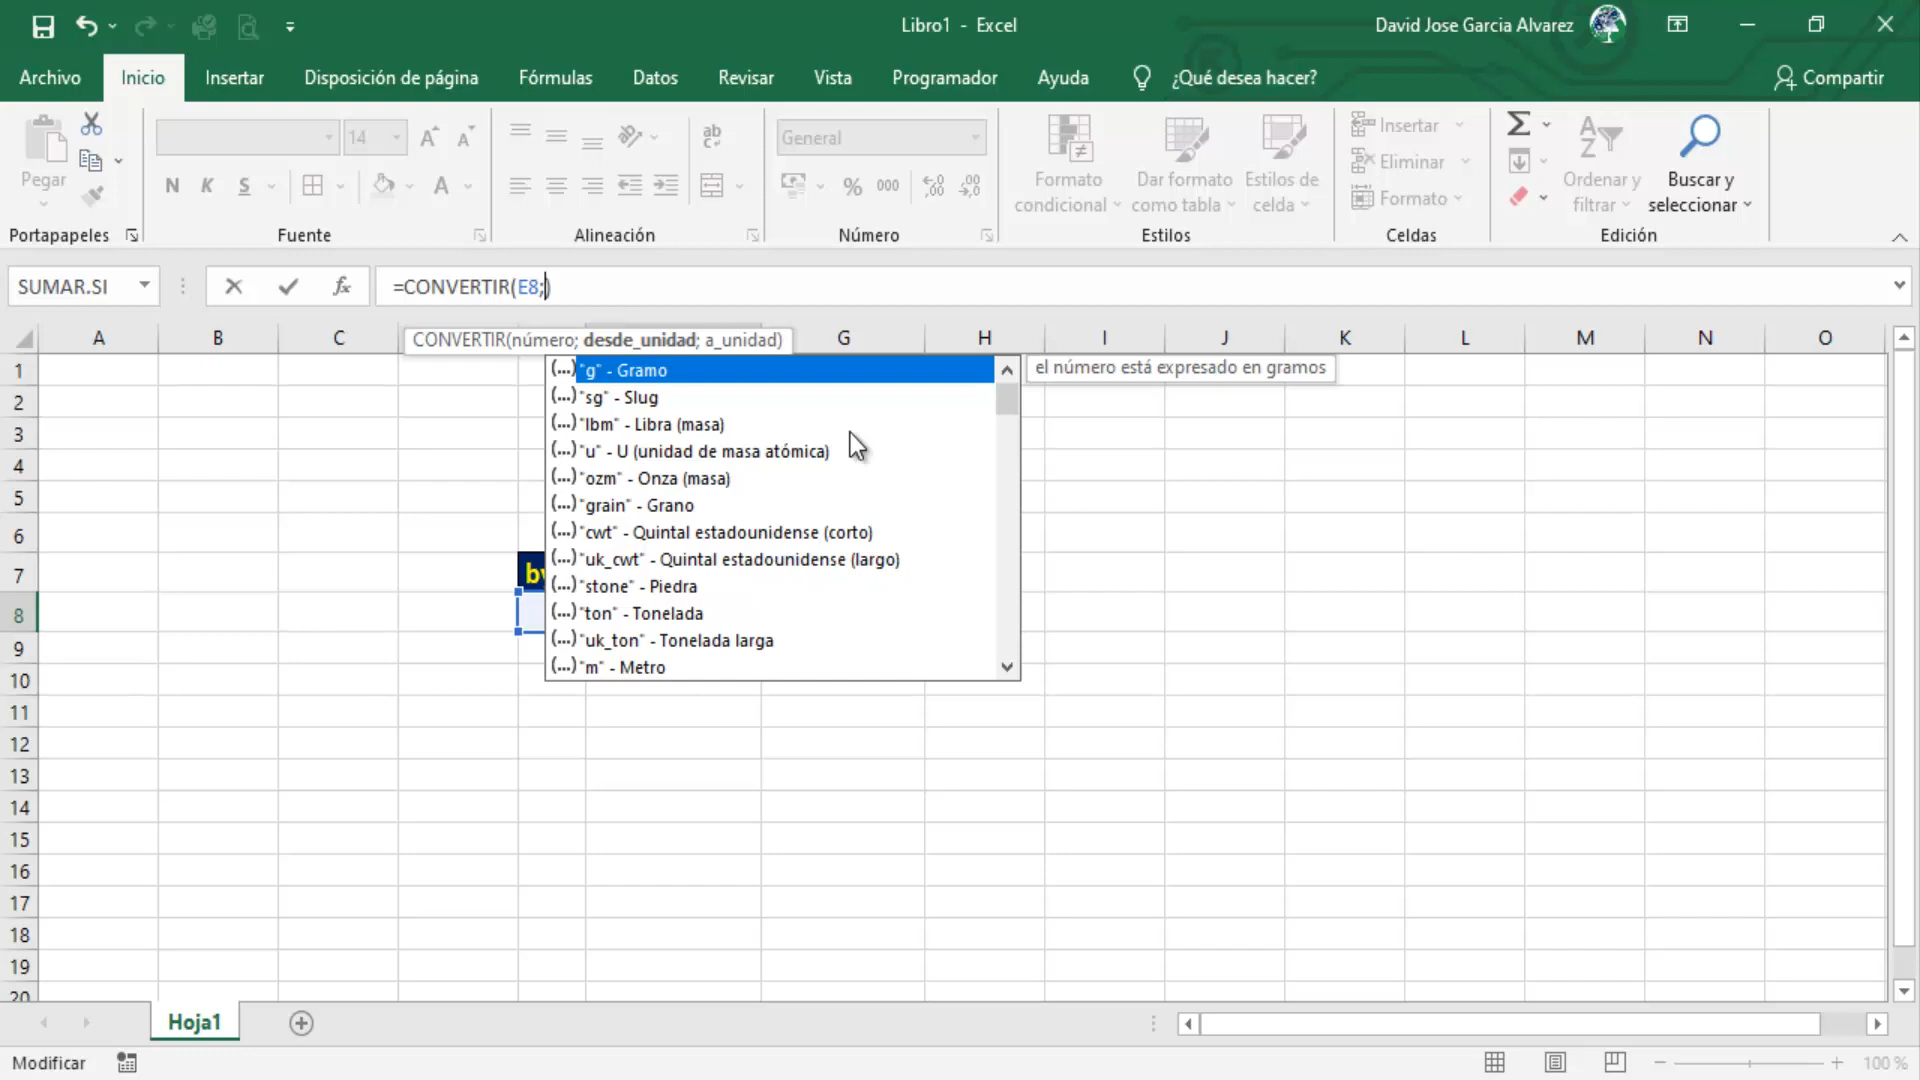 Libro1 - Excel
David Jose Garcia Alvarez
Archivo
Inicio
Insertar
Disposición de página
Fórmulas
Datos
Revisar
Vista
Programador
Ayuda
¿Qué desea hacer?
Compartir
Pegar
14
N K S
General
% 000
Formato condicional
Dar formato como tabla
Estilos de celda
Insertar
Eliminar
Formato
Ordenar y filtrar
Buscar y seleccionar
Portapapeles
Fuente
Alineación
Número
Estilos
Celdas
Edición
SUMAR.SI
fx
=CONVERTIR(E8;)
CONVERTIR(número; desde_unidad; a_unidad)
A B C G H I J K L M N O
(...) "g" - Gramo
el número está expresado en gramos
(...) "sg" - Slug
(...) "lbm" - Libra (masa)
(...) "u" - U (unidad de masa atómica)
(...) "ozm" - Onza (masa)
(...) "grain" - Grano
(...) "cwt" - Quintal estadounidense (corto)
(...) "uk_cwt" - Quintal estadounidense (largo)
(...) "stone" - Piedra
(...) "ton" - Tonelada
(...) "uk_ton" - Tonelada larga
(...) "m" - Metro
1
2
3
4
5
6
7
8
9
10
11
12
13
14
15
16
17
18
19
20
Hoja1
Modificar
100 %